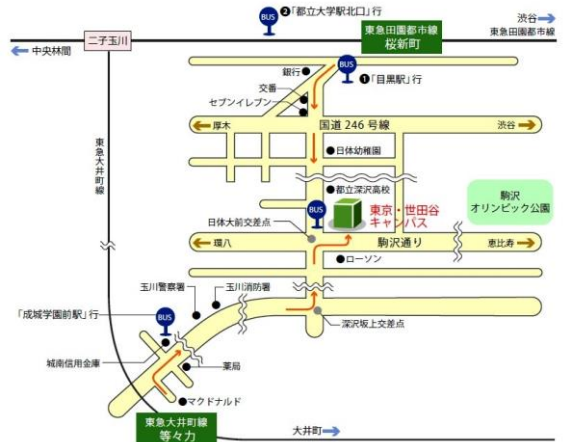 BUS ❷「都立大学駅北口」行
渋谷
東急田園都市線
東急田園都市線
桜新町
二子玉川
中央林間
銀行
BUS
❶「目黒駅」行
交番
セブンイレブン
厚木
国道246号線
渋谷
日体幼稚園
東急大井町線
都立深沢高校
駒沢
オリンピック公園
BUS
東京・世田谷
キャンパス
日体大前交差点
環八
駒沢通り
恵比寿
ローソン
玉川警察署
玉川消防署
「成城学園前駅」行
BUS
深沢坂上交差点
城南信用金庫
薬局
マクドナルド
東急大井町線
等々力
大井町